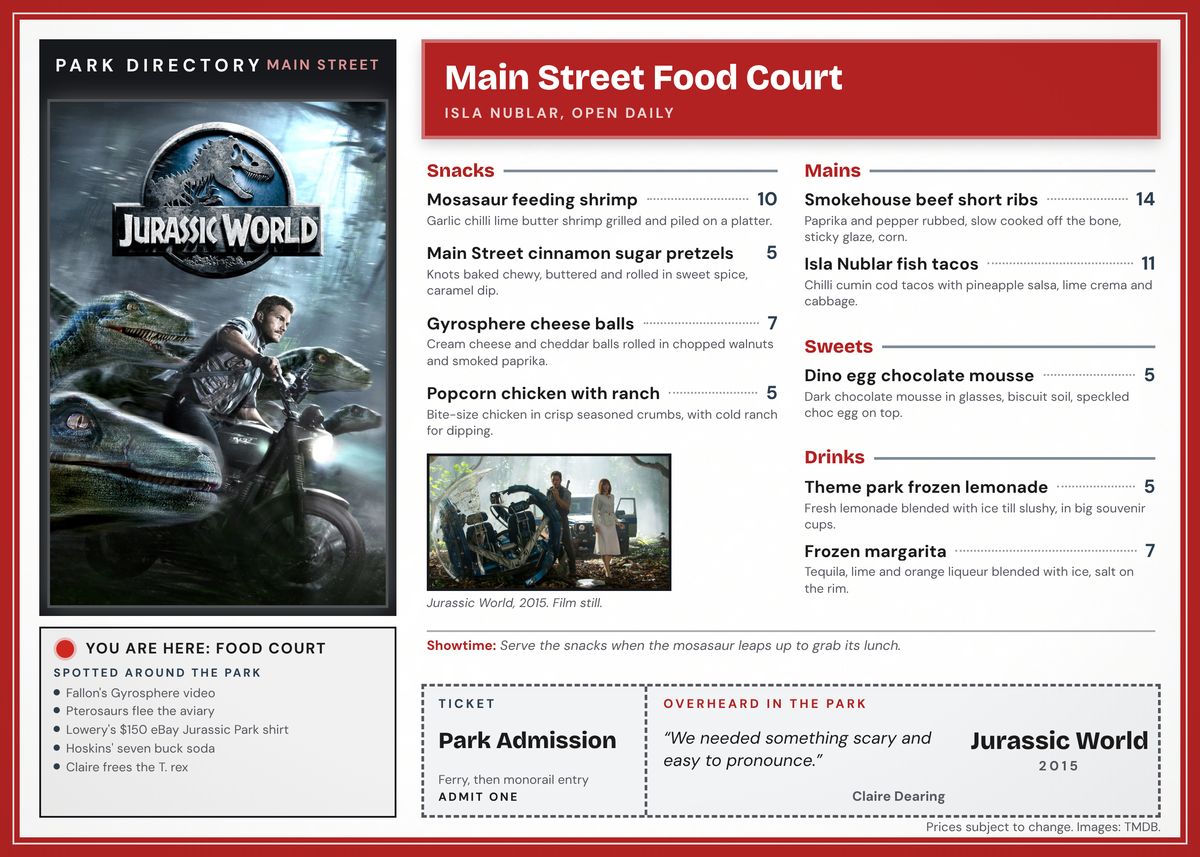 PARK DIRECTORY MAIN STREET
JURASSIC WORLD
YOU ARE HERE: FOOD COURT
SPOTTED AROUND THE PARK
Fallon's Gyrosphere video
Pterosaurs flee the aviary
Lowery's $150 eBay Jurassic Park shirt
Hoskins' seven buck soda
Claire frees the T. rex
Main Street Food Court
ISLA NUBLAR, OPEN DAILY
Snacks
Mosasaur feeding shrimp 10
Garlic chilli lime butter shrimp grilled and piled on a platter.
Main Street cinnamon sugar pretzels 5
Knots baked chewy, buttered and rolled in sweet spice,
caramel dip.
Gyrosphere cheese balls 7
Cream cheese and cheddar balls rolled in chopped walnuts
and smoked paprika.
Popcorn chicken with ranch 5
Bite-size chicken in crisp seasoned crumbs, with cold ranch
for dipping.
Jurassic World, 2015. Film still.
Mains
Smokehouse beef short ribs 14
Paprika and pepper rubbed, slow cooked off the bone,
sticky glaze, corn.
Isla Nublar fish tacos 11
Chilli cumin cod tacos with pineapple salsa, lime crema and
cabbage.
Sweets
Dino egg chocolate mousse 5
Dark chocolate mousse in glasses, biscuit soil, speckled
choc egg on top.
Drinks
Theme park frozen lemonade 5
Fresh lemonade blended with ice till slushy, in big souvenir
cups.
Frozen margarita 7
Tequila, lime and orange liqueur blended with ice, salt on
the rim.
Showtime: Serve the snacks when the mosasaur leaps up to grab its lunch.
TICKET
Park Admission
Ferry, then monorail entry
ADMIT ONE
OVERHEARD IN THE PARK
“We needed something scary and
easy to pronounce.”
Claire Dearing
Jurassic World
2015
Prices subject to change. Images: TMDB.